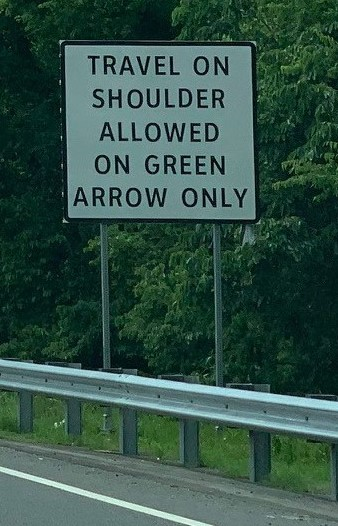 TRAVEL ON
SHOULDER
ALLOWED
ON GREEN
ARROW ONLY